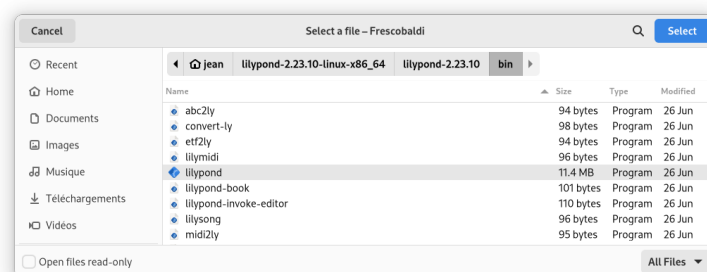 Cancel Select a file – Frescobaldi Select
Recent jean lilypond-2.23.10-linux-x86_64 lilypond-2.23.10 bin
Home Name Size Type Modified
abc2ly 94 bytes Program 26 Jun
Documents convert-ly 98 bytes Program 26 Jun
etf2ly 94 bytes Program 26 Jun
Images lilymidi 96 bytes Program 26 Jun
Musique lilypond 11.4 MB Program 26 Jun
lilypond-book 101 bytes Program 26 Jun
Téléchargements lilypond-invoke-editor 110 bytes Program 26 Jun
Vidéos lilysong 96 bytes Program 26 Jun
midi2ly 95 bytes Program 26 Jun
Open files read-only All Files